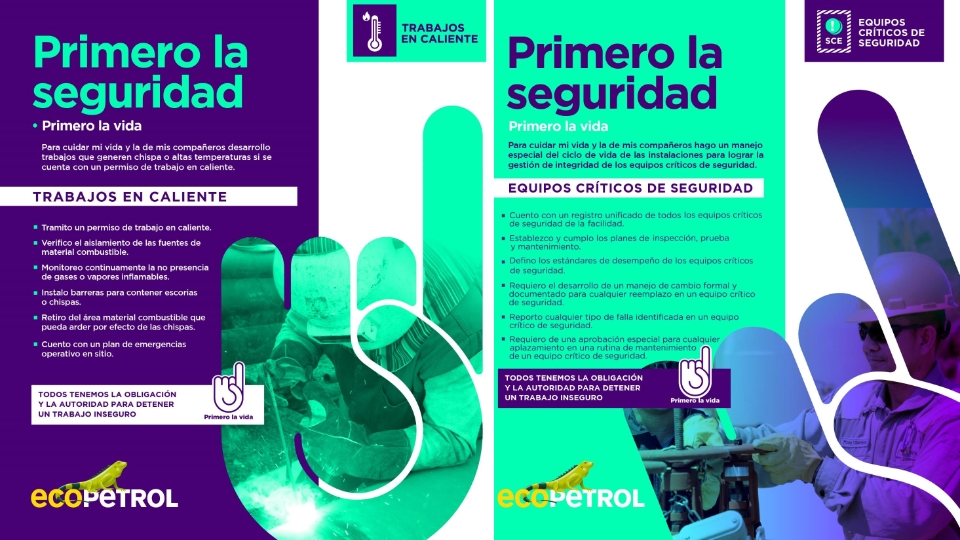 Primero la
seguridad
• Primero la vida
Para cuidar mi vida y la de mis compañeros desarrollo
trabajos que generen chispa o altas temperaturas si se
cuenta con un permiso de trabajo en caliente.
TRABAJOS EN CALIENTE
Tramito un permiso de trabajo en caliente.
Verifico el aislamiento de las fuentes de
material combustible.
Monitoreo continuamente la no presencia
de gases o vapores inflamables.
Instalo barreras para contener escorias
o chispas.
Retiro del área material combustible que
pueda arder por efecto de las chispas.
Cuento con un plan de emergencias
operativo en sitio.
TODOS TENEMOS LA OBLIGACIÓN
Y LA AUTORIDAD PARA DETENER
UN TRABAJO INSEGURO
Primero la vida
ecopetrol
TRABAJOS
EN CALIENTE
Primero la
seguridad
Primero la vida
Para cuidar mi vida y la de mis compañeros hago un manejo
especial del ciclo de vida de las instalaciones para lograr la
gestión de integridad de los equipos críticos de seguridad.
EQUIPOS CRÍTICOS DE SEGURIDAD
Cuento con un registro unificado de todos los equipos críticos
de seguridad de la facilidad.
Establezco y cumplo los planes de inspección, prueba
y mantenimiento.
Defino los estándares de desempeño de los equipos críticos
de seguridad.
Requiero el desarrollo de un manejo de cambio formal y
documentado para cualquier reemplazo en un equipo crítico
de seguridad.
Reporto cualquier tipo de falla identificada en un equipo
crítico de seguridad.
Requiero de una aprobación especial para cualquier
aplazamiento en una rutina de mantenimiento
de un equipo crítico de seguridad.
TODOS TENEMOS LA OBLIGACIÓN
Y LA AUTORIDAD PARA DETENER
UN TRABAJO INSEGURO
Primero la vida
ecopetrol
SCE
EQUIPOS
CRÍTICOS DE
SEGURIDAD